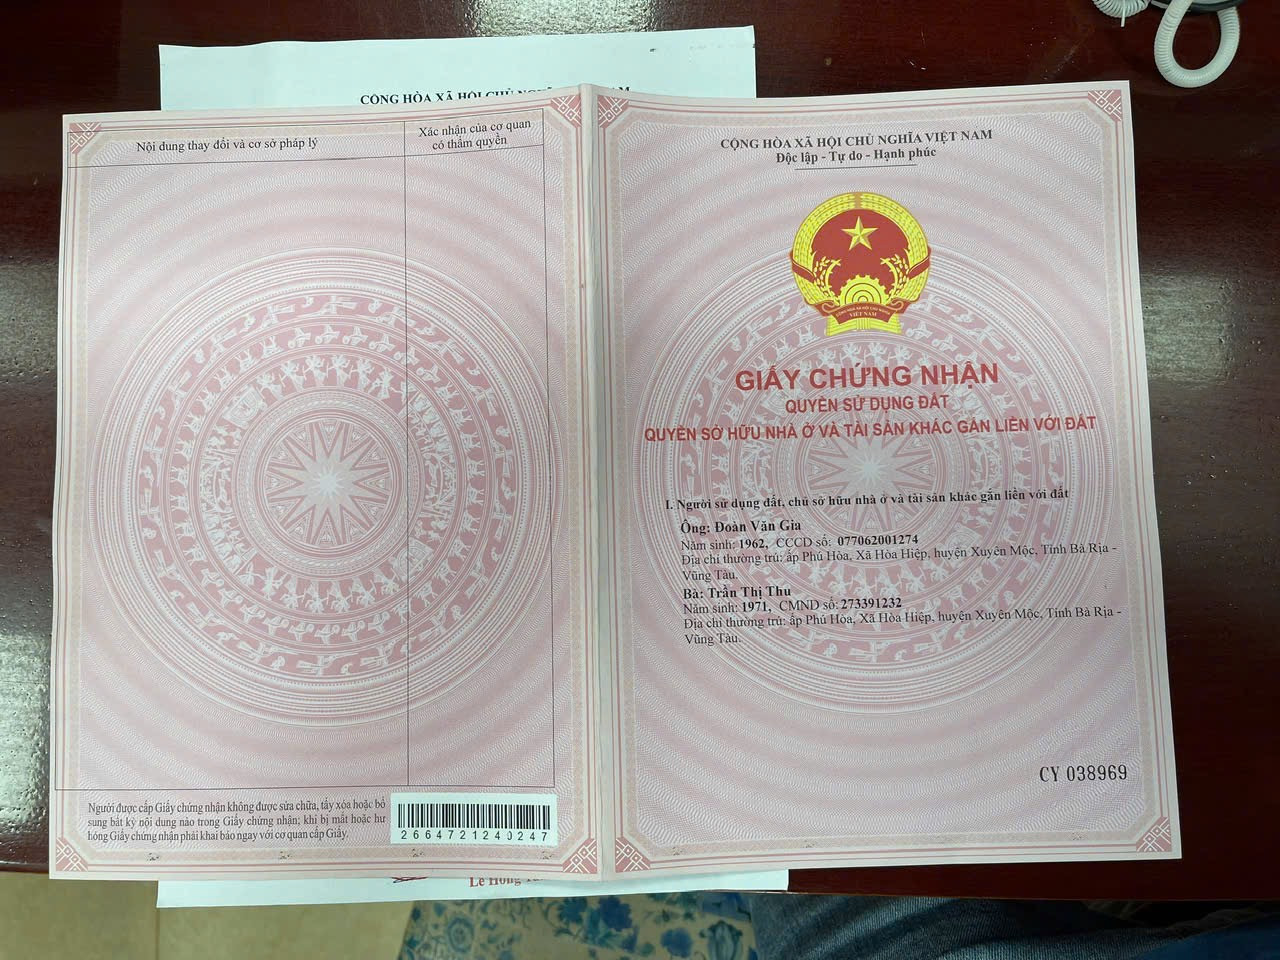 CỘNG HÒA XÃ HỘI CHỦ
Nội dung thay đổi và cơ sở pháp lý
Xác nhận của cơ quan
có thẩm quyền
Người được cấp Giấy chứng nhận không được sửa chữa, tẩy xóa hoặc bổ
sung bất kỳ nội dung nào trong Giấy chứng nhận; khi bị mất hoặc hư
hỏng Giấy chứng nhận phải khai báo ngay với cơ quan cấp Giấy.
266472124 0247
Lê Hồng
CỘNG HÒA XÃ HỘI CHỦ NGHĨA VIỆT NAM
Độc lập - Tự do - Hạnh phúc
CỘNG HÒA XÃ HỘI CHỦ NGHĨA
VIỆT NAM
GIẤY CHỨNG NHẬN
QUYỀN SỬ DỤNG ĐẤT
QUYỀN SỞ HỮU NHÀ Ở VÀ TÀI SẢN KHÁC GẮN LIỀN VỚI ĐẤT
I. Người sử dụng đất, chủ sở hữu nhà ở và tài sản khác gắn liền với đất
Ông: Đoàn Văn Gia
Năm sinh: 1962, CCCD số: 077062001274
Địa chỉ thường trú: ấp Phú Hòa, Xã Hòa Hiệp, huyện Xuyên Mộc, Tỉnh Bà Rịa -
Vũng Tàu.
Bà: Trần Thị Thu
Năm sinh: 1971, CMND số: 273391232
Địa chỉ thường trú: ấp Phú Hòa, Xã Hòa Hiệp, huyện Xuyên Mộc, Tỉnh Bà Rịa -
Vũng Tàu.
CY 038969